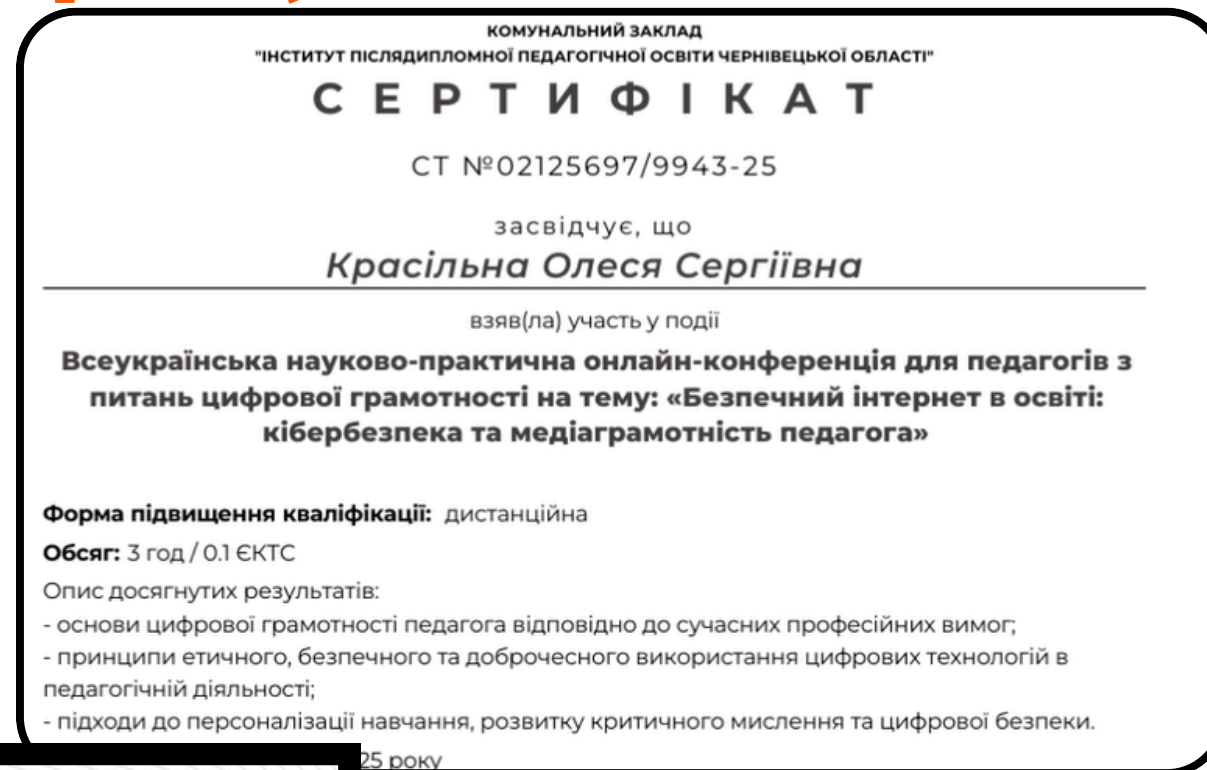 КОМУНАЛЬНИЙ ЗАКЛАД
"ІНСТИТУТ ПІСЛЯДИПЛОМНОЇ ПЕДАГОГІЧНОЇ ОСВІТИ ЧЕРНІВЕЦЬКОЇ ОБЛАСТІ"
СЕРТИФІКАТ
СТ №02125697/9943-25
засвідчує, що
Красільна Олеся Сергіївна
взяв(ла) участь у події
Всеукраїнська науково-практична онлайн-конференція для педагогів з
питань цифрової грамотності на тему: «Безпечний інтернет в освіті:
кібербезпека та медіаграмотність педагога»
Форма підвищення кваліфікації: дистанційна
Обсяг: 3 год / 0.1 ЄКТС
Опис досягнутих результатів:
- основи цифрової грамотності педагога відповідно до сучасних професійних вимог;
- принципи етичного, безпечного та доброчесного використання цифрових технологій в
педагогічній діяльності;
- підходи до персоналізації навчання, розвитку критичного мислення та цифрової безпеки.
25 року